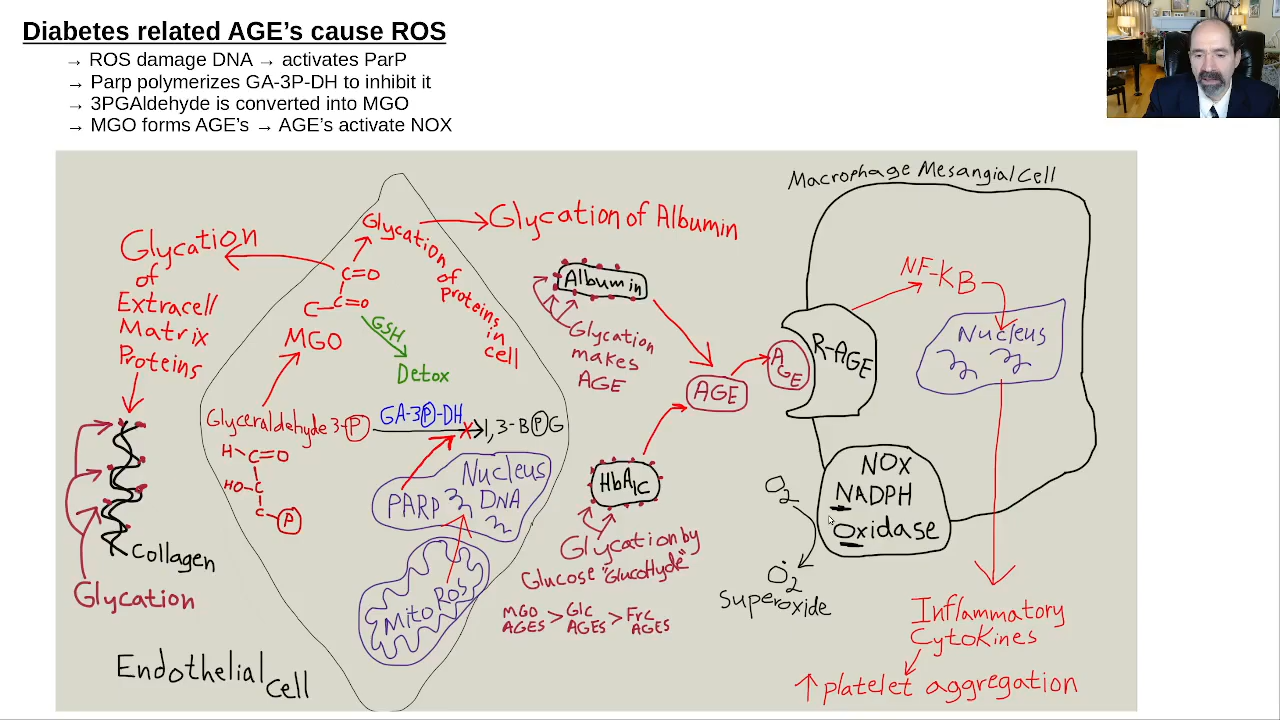 Diabetes related AGE's cause ROS
→ ROS damage DNA → activates ParP
→ Parp polymerizes GA-3P-DH to inhibit it
→ 3PGAldehyde is converted into MGO
→ MGO forms AGE's → AGE's activate NOX
Macrophage Mesangial Cell
Glycation
of
Extracell
Matrix
Proteins
Glycation
of
Proteins
in
cell
Glycation of Albumin
C=O
C-C=O
MGO
GSH
Detox
Glyceraldehyde 3-P
GA-3P-DH
X
1,3-BPG
H-C=O
HO-C
C-P
Nucleus
PARP
DNA
Mito
ROS
Collagen
Glycation
Endothelial
Cell
Albumin
Glycation
makes
AGE
AGE
HbA1C
Glycation by
Glucose "Glucohyde"
MGO
AGES
>
Glc
AGES
>
Frc
AGES
AGE
R-AGE
NF-KB
Nucleus
NOX
NADPH
Oxidase
O2
O2
Superoxide
Inflammatory
Cytokines
↑ platelet aggregation